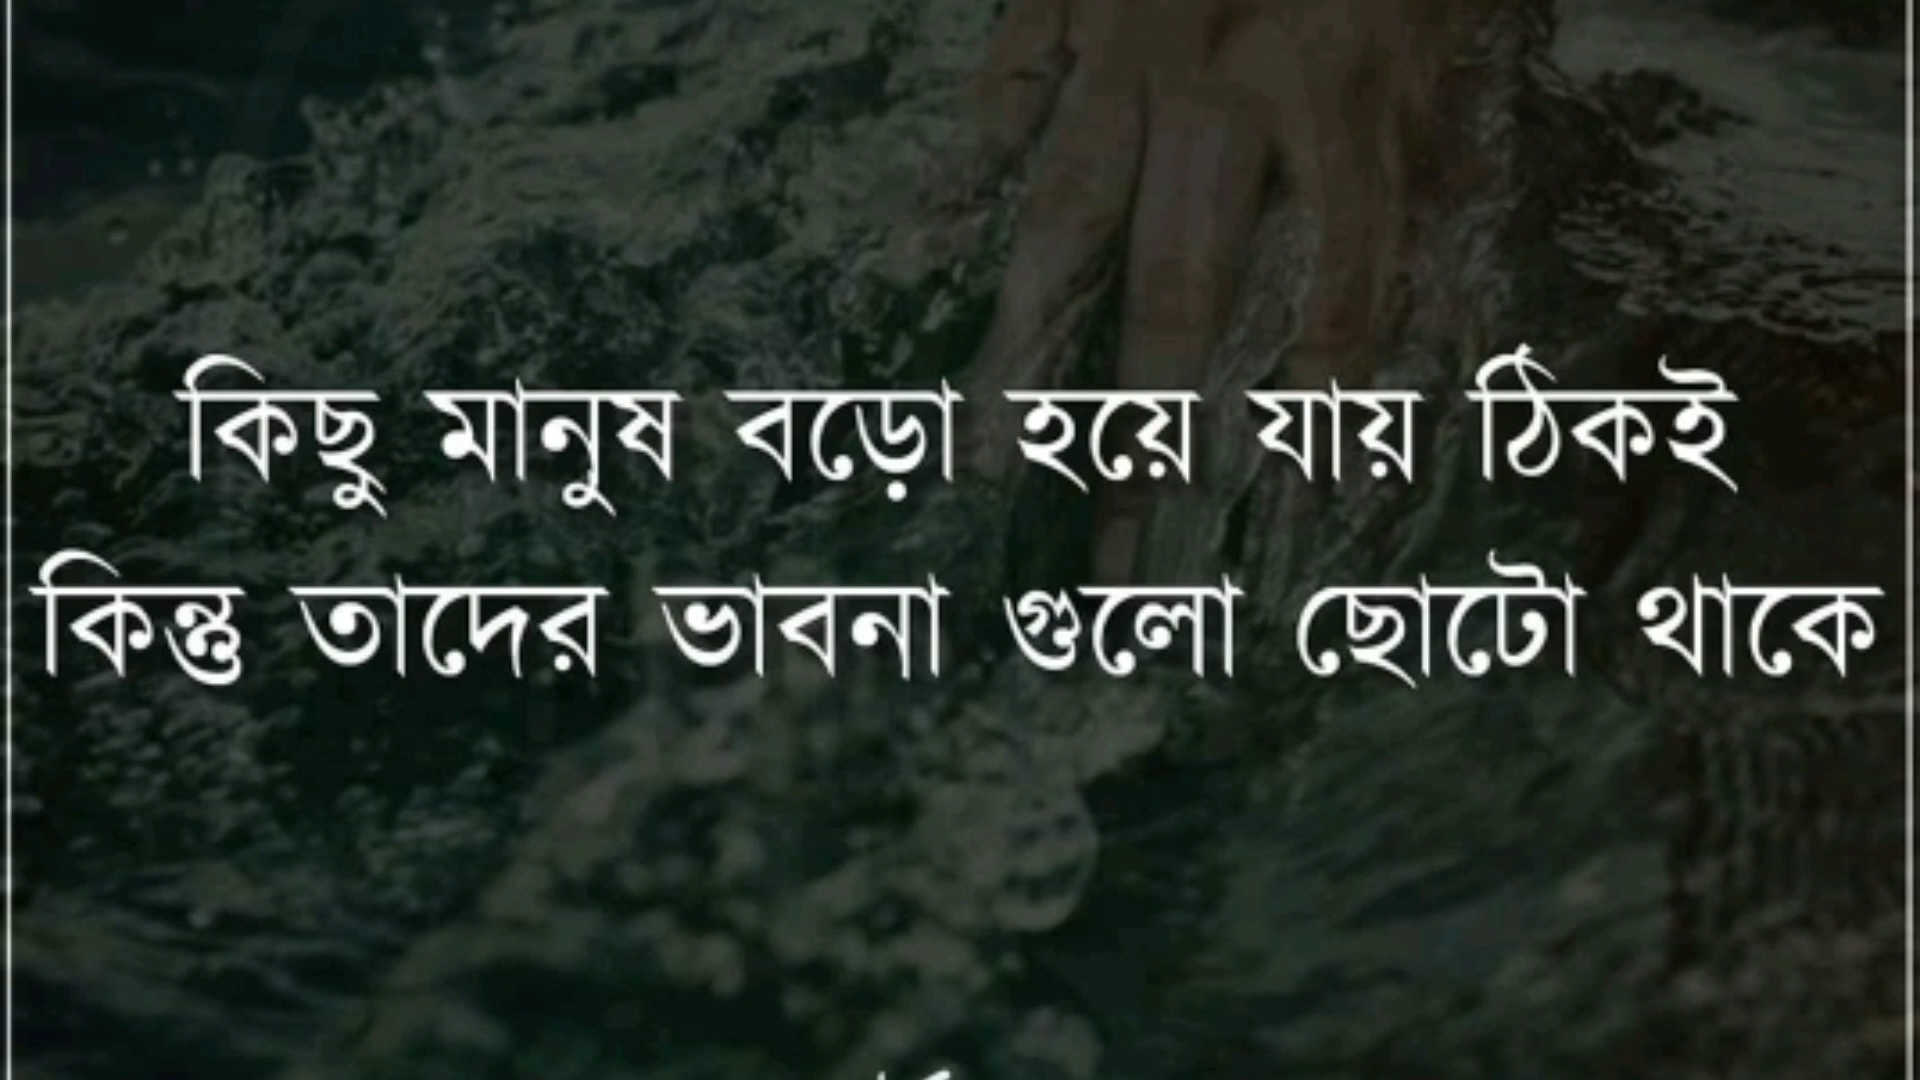 কিছু মানুষ বড়ো হয়ে যায় ঠিকই
কিন্তু তাদের ভাবনা গুলো ছোটো থাকে